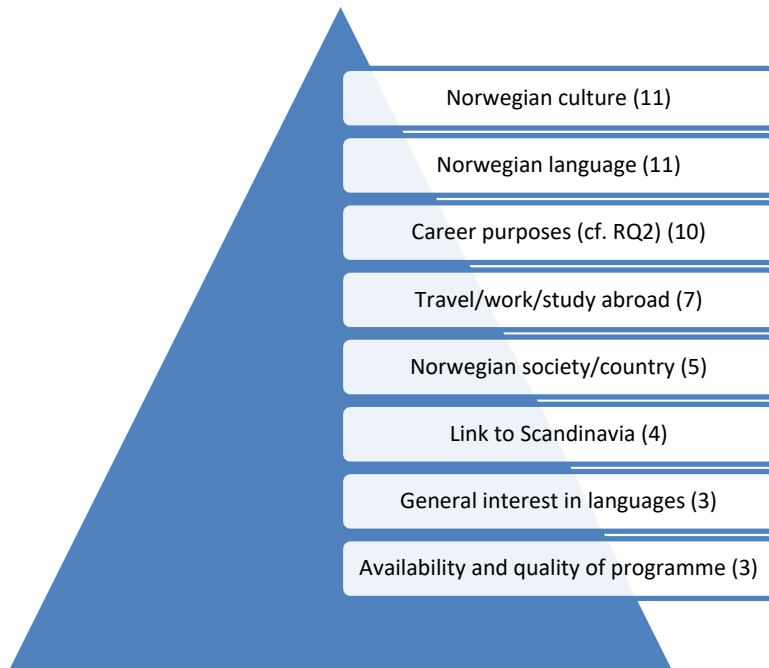 Norwegian culture (11)
Norwegian language (11)
Career purposes (cf. RQ2) (10)
Travel/work/study abroad (7)
Norwegian society/country (5)
Link to Scandinavia (4)
General interest in languages (3)
Availability and quality of programme (3)